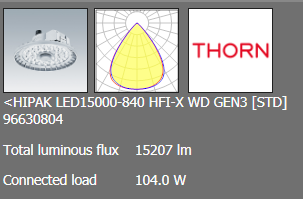 THORN
<HIPAK LED15000-840 HFI-X WD GEN3 [STD]
96630804
Total luminous flux 15207 lm
Connected load 104.0 W